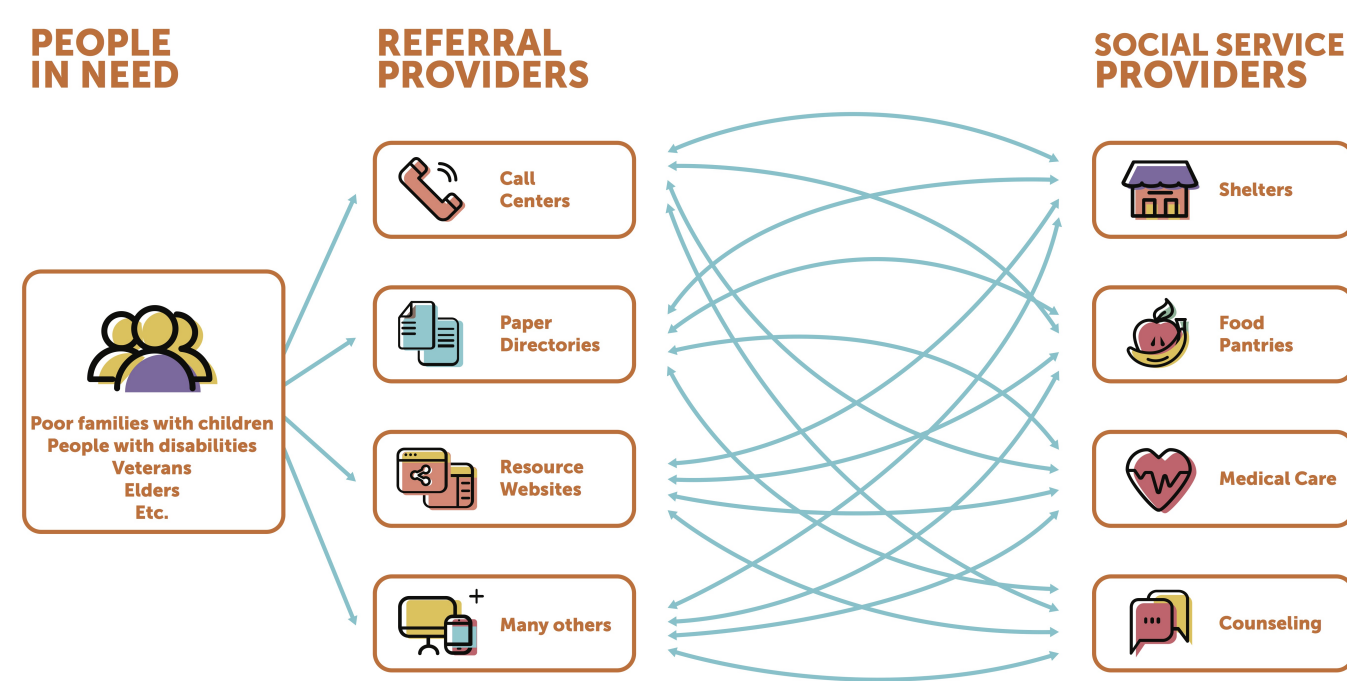 PEOPLE
IN NEED
Poor families with children
People with disabilities
Veterans
Elders
Etc.
REFERRAL
PROVIDERS
Call
Centers
Paper
Directories
Resource
Websites
Many others
SOCIAL SERVICE
PROVIDERS
Shelters
Food
Pantries
Medical Care
Counseling